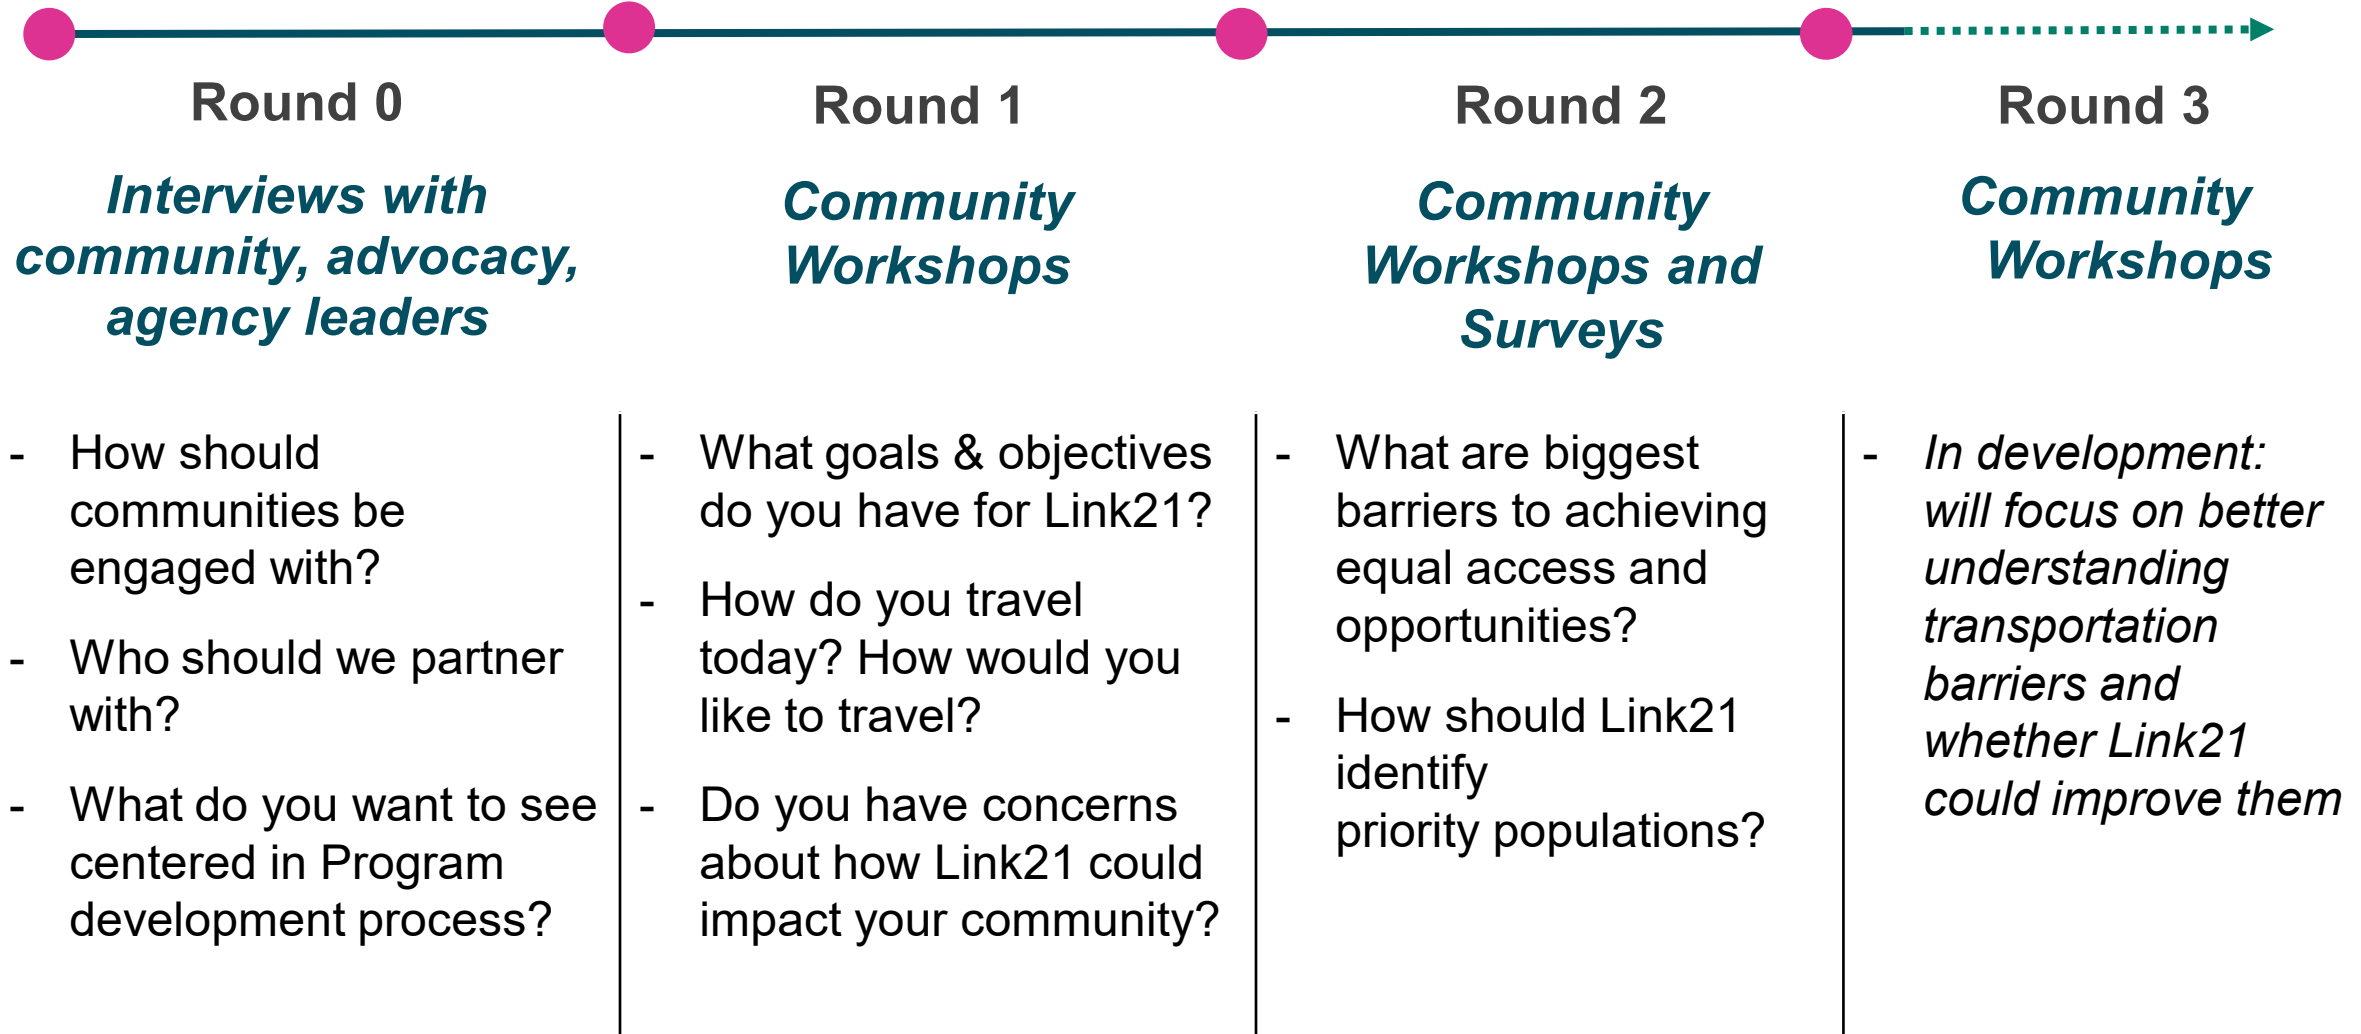 Round 0
Interviews with
community, advocacy,
agency leaders
- How should
communities be
engaged with?
- Who should we partner
with?
- What do you want to see
centered in Program
development process?
Round 1
Community
Workshops
- What goals & objectives
do you have for Link21?
- How do you travel
today? How would you
like to travel?
- Do you have concerns
about how Link21 could
impact your community?
Round 2
Community
Workshops and
Surveys
- What are biggest
barriers to achieving
equal access and
opportunities?
- How should Link21
identify
priority populations?
Round 3
Community
Workshops
- In development:
will focus on better
understanding
transportation
barriers and
whether Link21
could improve them